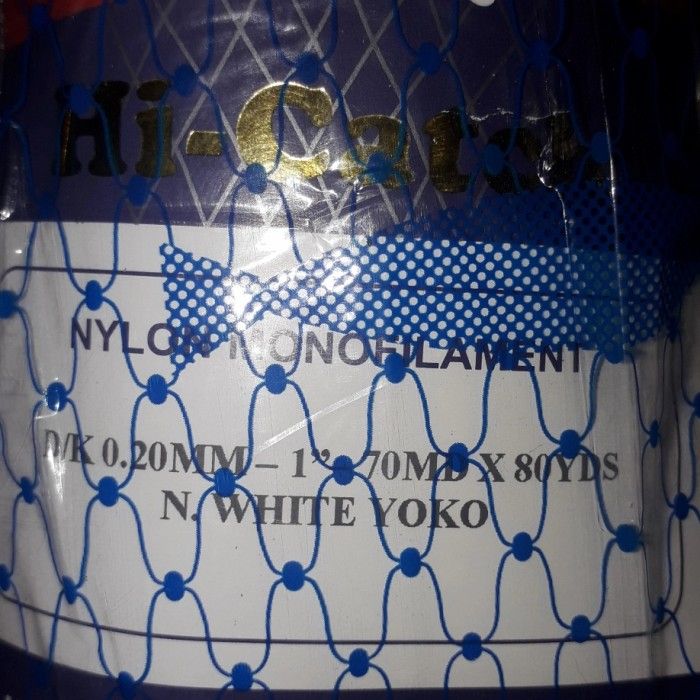 Hi-Catch
NYLON MONOFILAMENT
D/K 0.20MM – 1” – 70MD X 80YDS
N. WHITE YOKO